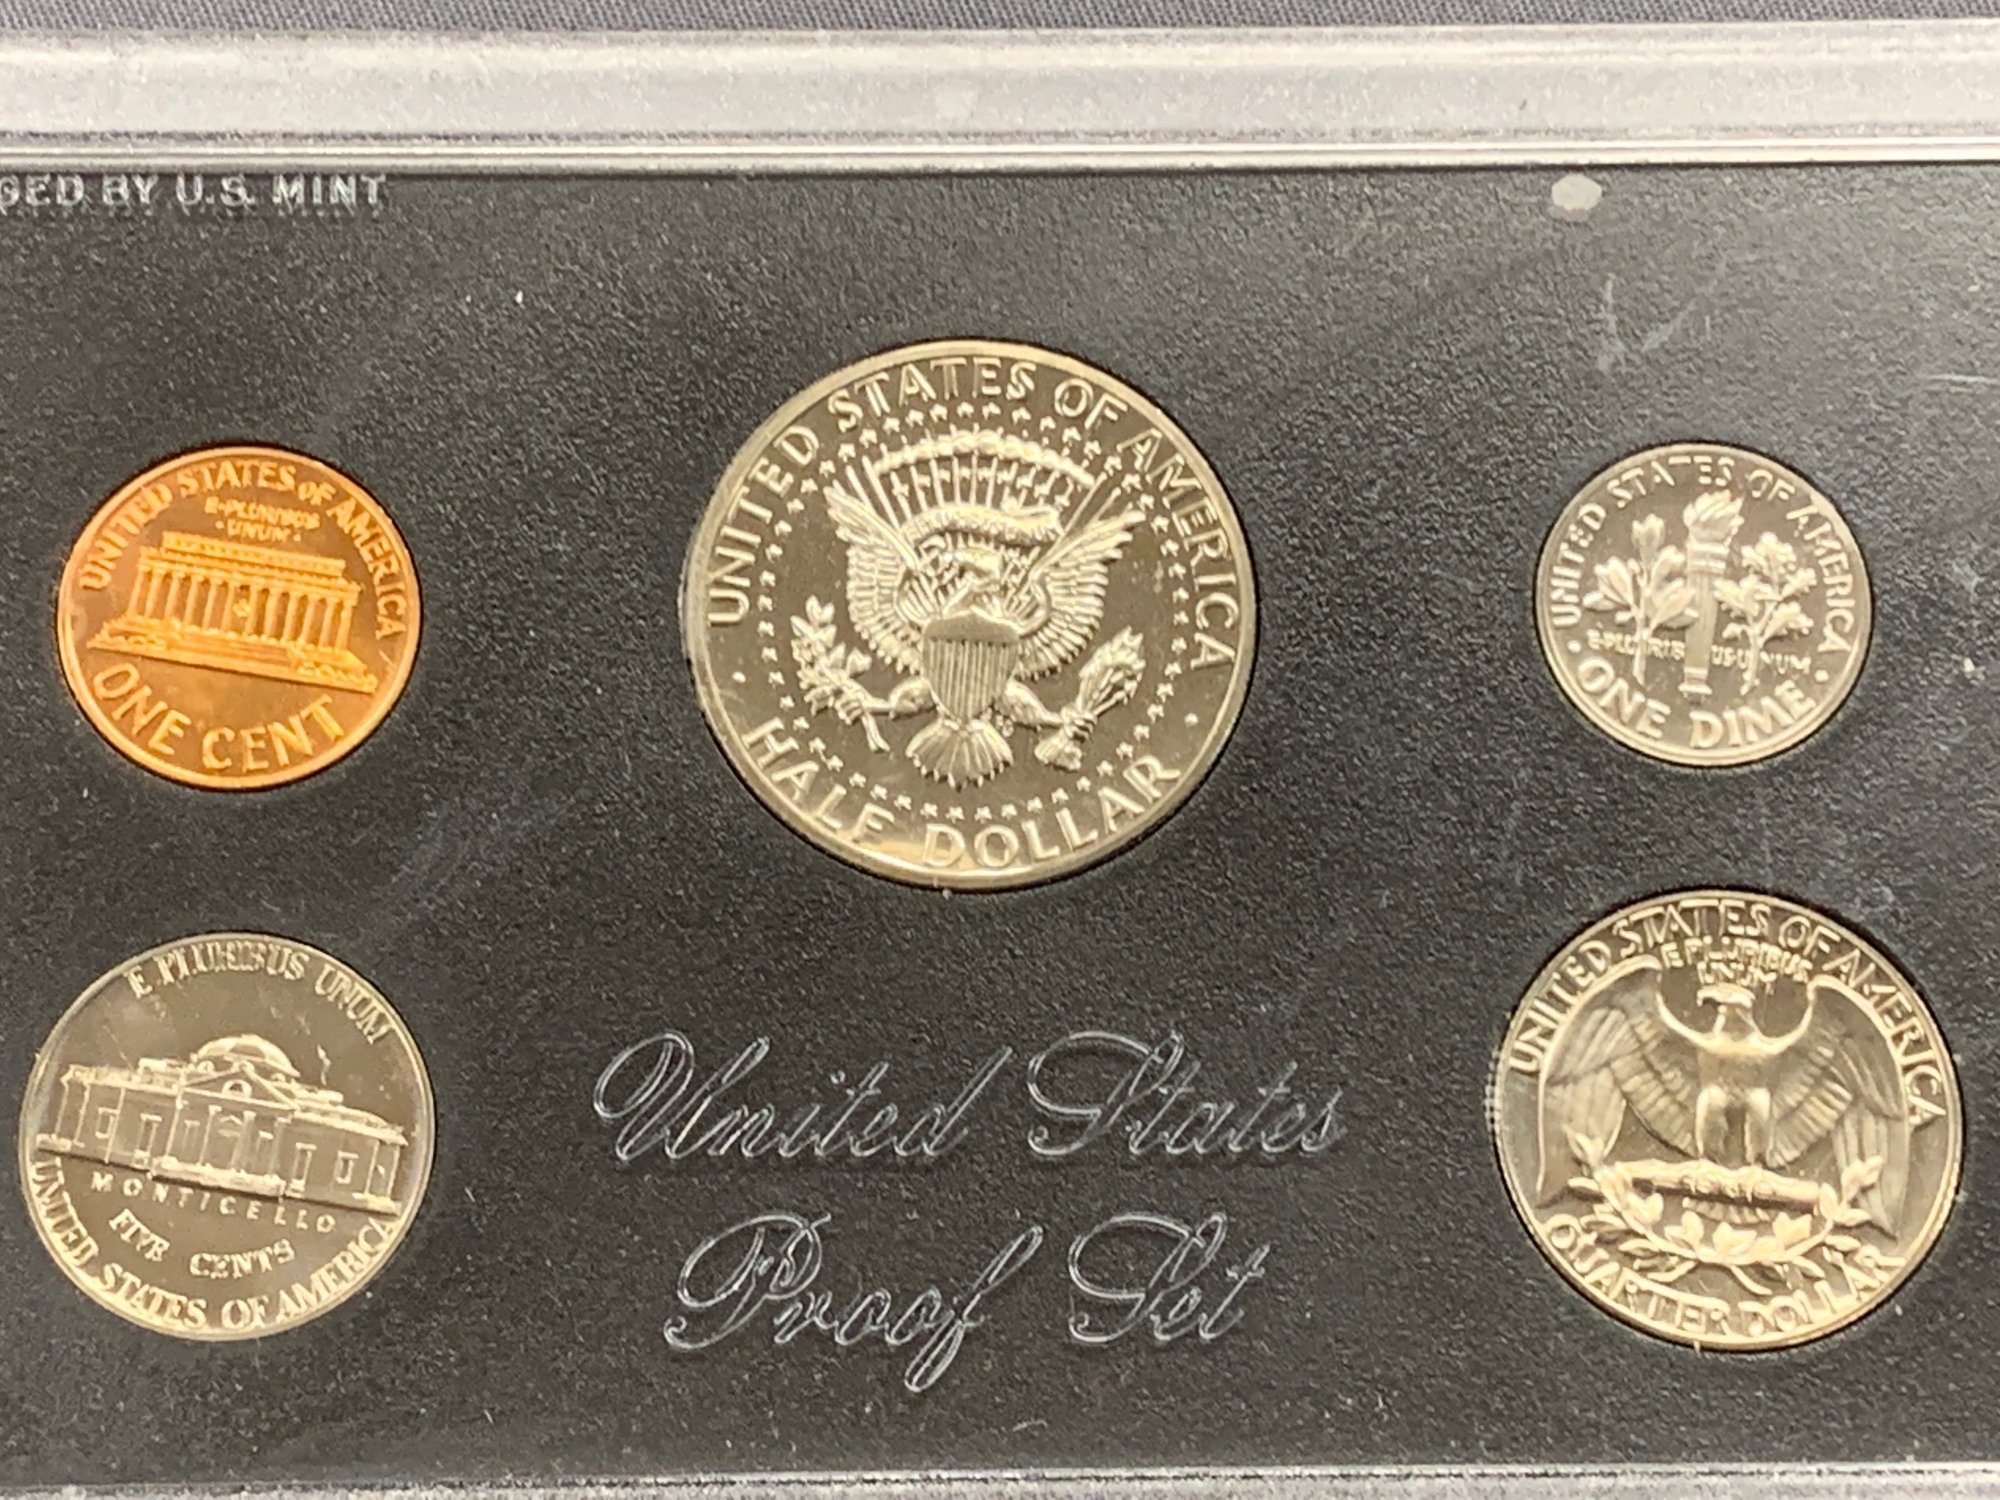 GED BY U.S. MINT
UNITED STATES OF AMERICA
E·PLURIBUS
·UNUM·
ONE CENT
UNITED STATES OF AMERICA
· HALF DOLLAR ·
UNITED STATES OF AMERICA
E·PLURIBUS·UNUM
· ONE DIME ·
E PLURIBUS UNUM
MONTICELLO
FIVE CENTS
UNITED STATES OF AMERICA
United States
Proof Set
UNITED STATES OF AMERICA
E PLURIBUS
UNUM
QUARTER DOLLAR